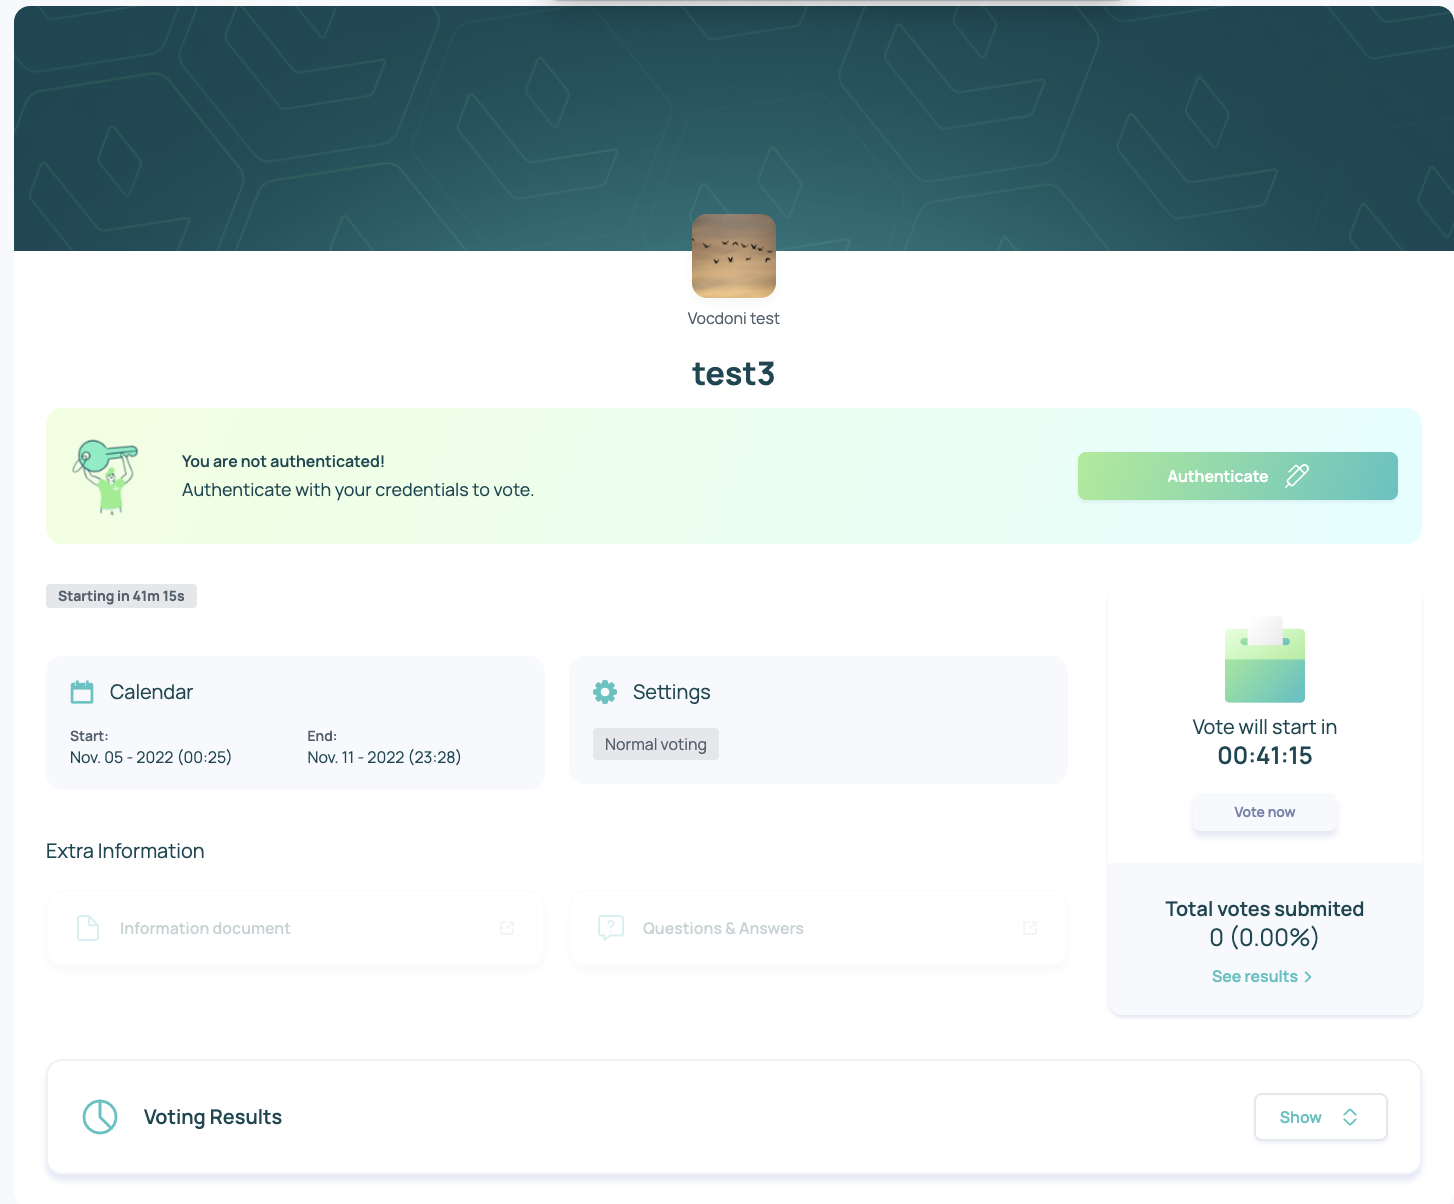 Vocdoni test
test3
You are not authenticated!
Authenticate with your credentials to vote.
Authenticate
Starting in 41m 15s
Calendar
Start:
Nov. 05 - 2022 (00:25)
End:
Nov. 11 - 2022 (23:28)
Settings
Normal voting
Vote will start in
00:41:15
Vote now
Extra Information
Information document
Questions & Answers
Total votes submited
0 (0.00%)
See results
Voting Results
Show